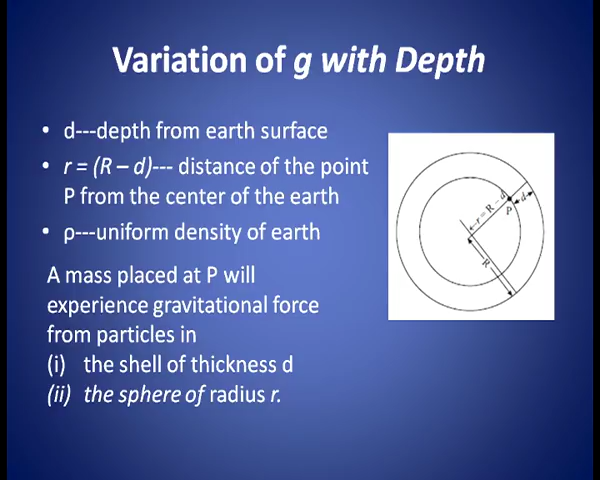 Variation of g with Depth
• d---depth from earth surface
• r = (R – d)--- distance of the point
P from the center of the earth
• ρ---uniform density of earth
A mass placed at P will
experience gravitational force
from particles in
(i) the shell of thickness d
(ii) the sphere of radius r.
r = R – d
P
d
R